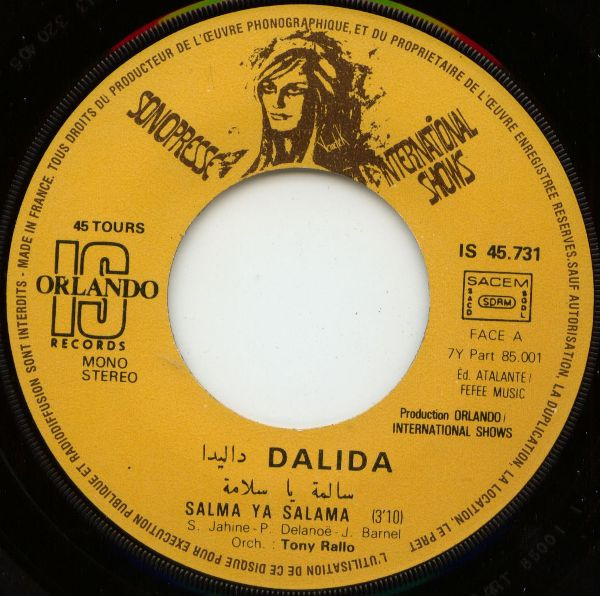 MADE IN FRANCE. TOUS DROITS DU PRODUCTEUR DE L'ŒUVRE PHONOGRAPHIQUE, ET DU PROPRIETAIRE DE L'ŒUVRE ENREGISTREE RESERVES. SAUF AUTORISATION, LA DUPLICATION, LA LOCATION, LE PRET, L'UTILISATION DE CE DISQUE POUR EXECUTION PUBLIQUE ET RADIODIFFUSION SONT INTERDITS -
SONOPRESSE
INTERNATIONAL
SHOWS
45 TOURS
IS
ORLANDO
RECORDS
MONO
STEREO
IS 45.731
SACEM
SACD SDRM SGDL
FACE A
7Y Part 85.001
Éd. ATALANTE/
FEFEE MUSIC
Production ORLANDO/
INTERNATIONAL SHOWS
داليدا DALIDA
سالمة يا سلامة
SALMA YA SALAMA (3'10)
S. Jahine - P. Delanoë - J. Barnel
Orch. : Tony Rallo